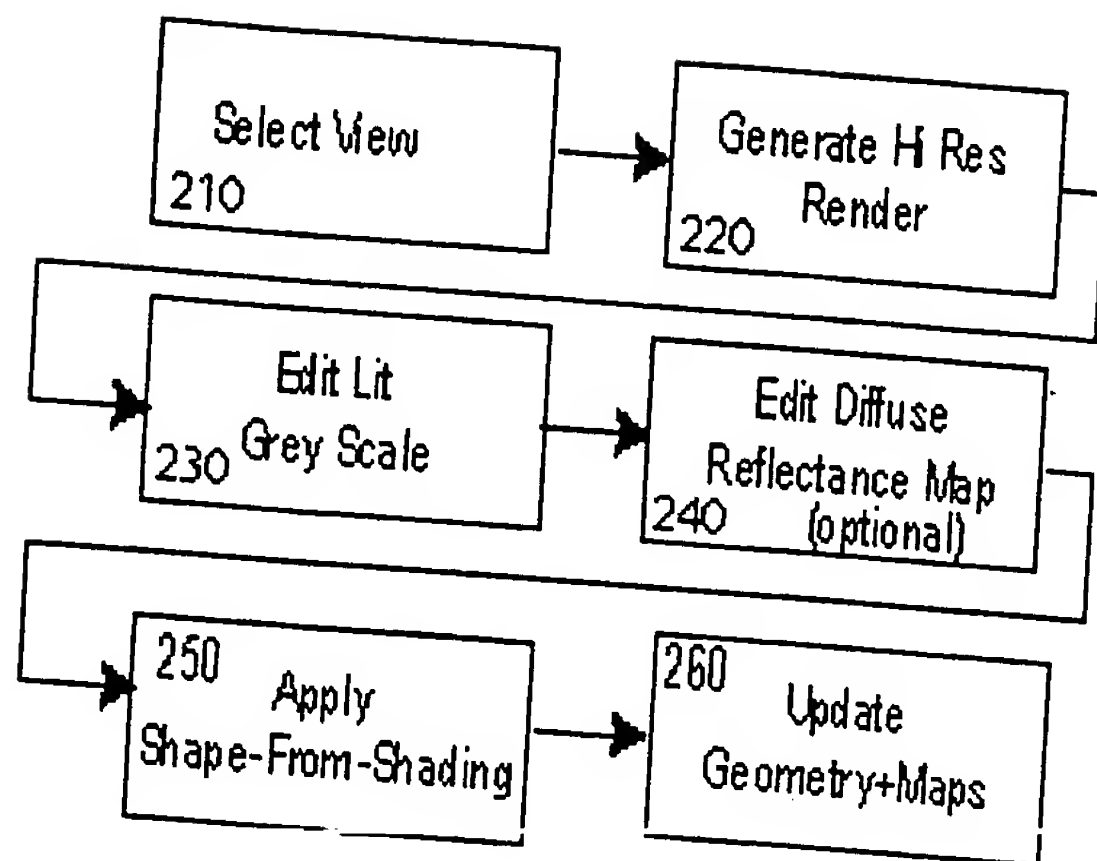 Select View
210
Generate Hi Res
Render
220
Edit Lit
Grey Scale
230
Edit Diffuse
Reflectance Map
(optional)
240
250
Apply
Shape-From-Shading
260
Update
Geometry+Maps